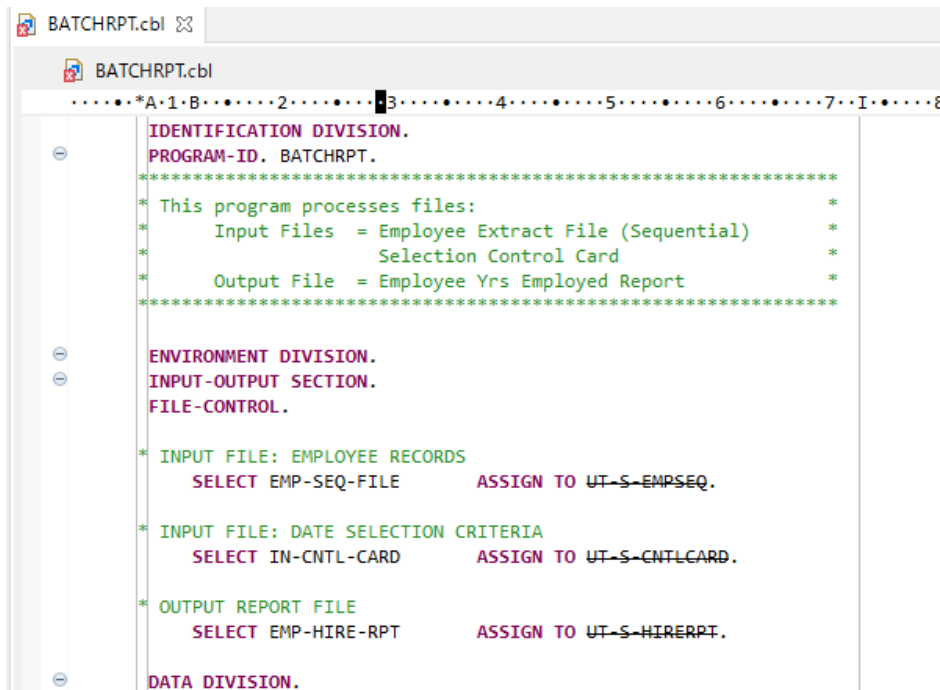 BATCHRPT.cbl
BATCHRPT.cbl
····•·*A·1·B··•····2····•····3····•····4····•····5····•····6····•····7··I·•····8
IDENTIFICATION DIVISION.
PROGRAM-ID. BATCHRPT.
****************************************************************
* This program processes files: *
* Input Files = Employee Extract File (Sequential) *
* Selection Control Card *
* Output File = Employee Yrs Employed Report *
****************************************************************
ENVIRONMENT DIVISION.
INPUT-OUTPUT SECTION.
FILE-CONTROL.
* INPUT FILE: EMPLOYEE RECORDS
SELECT EMP-SEQ-FILE ASSIGN TO UT-S-EMPSEQ.
* INPUT FILE: DATE SELECTION CRITERIA
SELECT IN-CNTL-CARD ASSIGN TO UT-S-CNTLCARD.
* OUTPUT REPORT FILE
SELECT EMP-HIRE-RPT ASSIGN TO UT-S-HIRERPT.
DATA DIVISION.